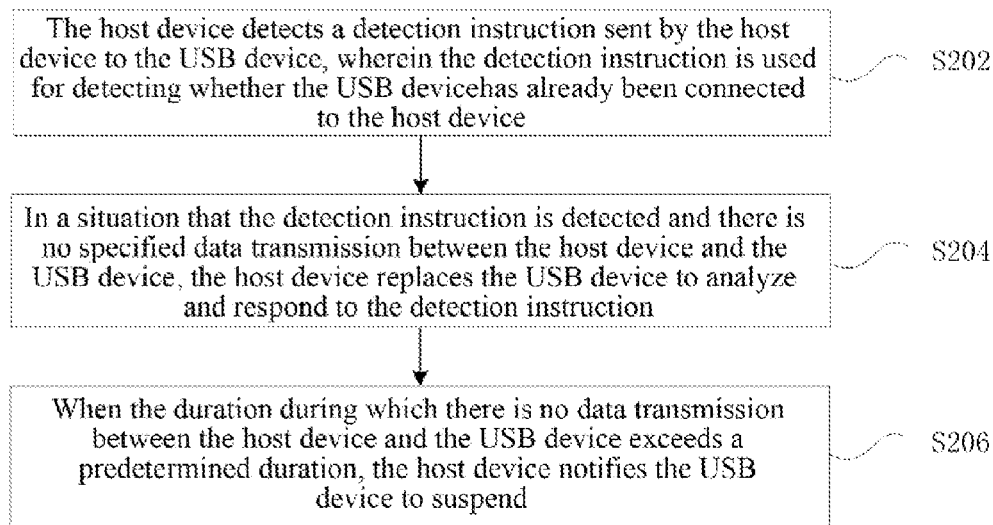 The host device detects a detection instruction sent by the host
device to the USB device, wherein the detection instruction is used
for detecting whether the USB devicehas already been connected
to the host device
S202
In a situation that the detection instruction is detected and there is
no specified data transmission between the host device and the
USB device, the host device replaces the USB device to analyze
and respond to the detection instruction
S204
When the duration during which there is no data transmission
between the host device and the USB device exceeds a
predetermined duration, the host device notifies the USB
device to suspend
S206